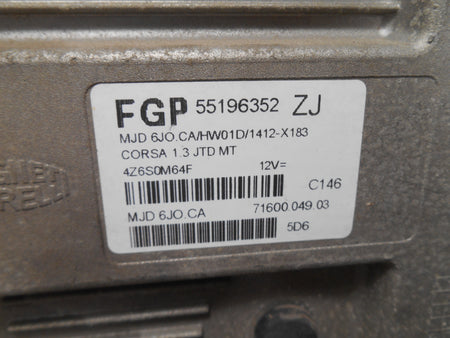 FGP 55196352 ZJ
MJD 6JO.CA/HW01D/1412-X183
CORSA 1.3 JTD MT
4Z6S0M64F 12V=
C146
MJD 6JO.CA 71600.049.03
5D6